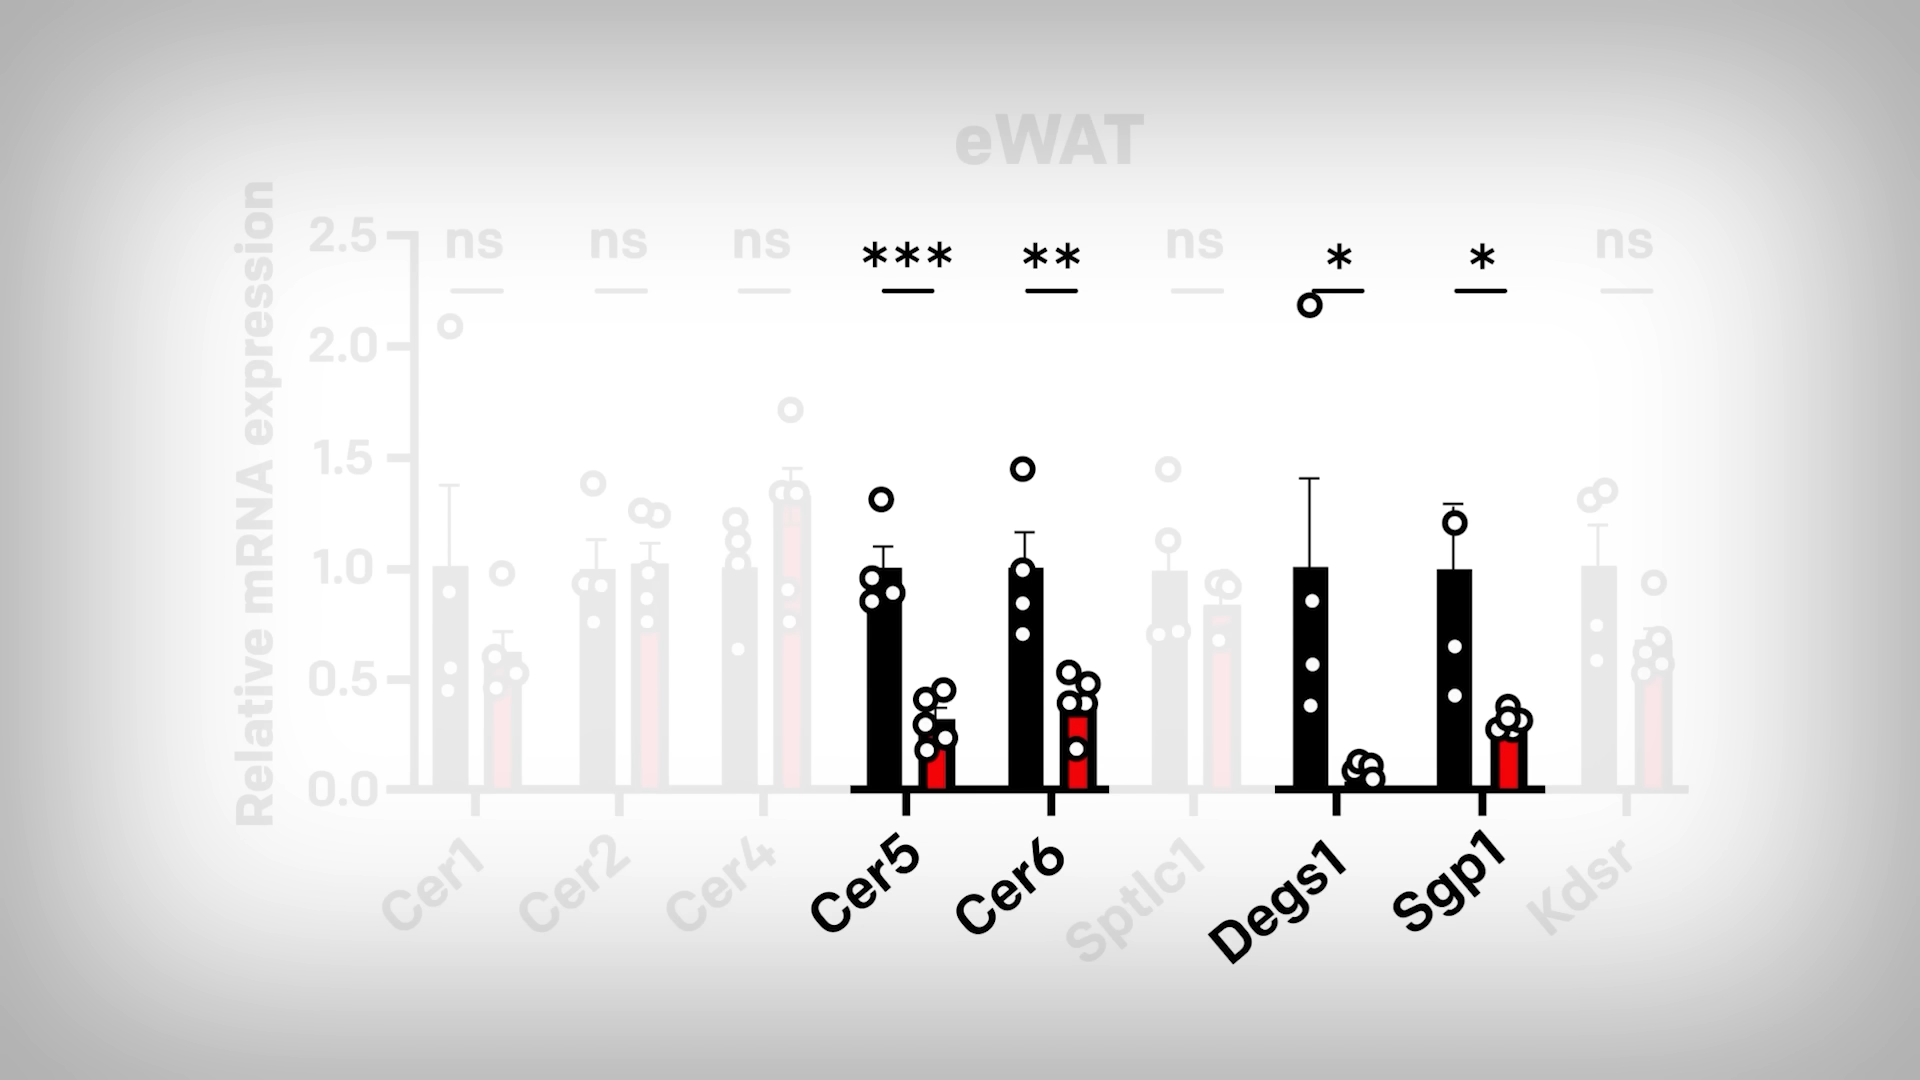 eWAT
Relative mRNA expression
2.5
2.0
1.5
1.0
0.5
0.0
ns
ns
ns
***
**
ns
*
*
ns
Cer1
Cer2
Cer4
Cer5
Cer6
Sptlc1
Degs1
Sgp1
Kdsr